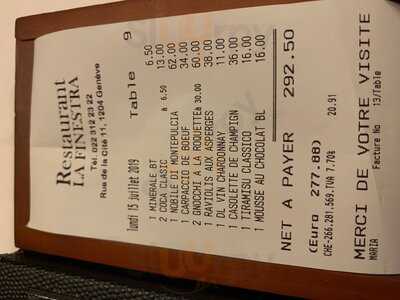 Restaurant
LA FINESTRA
Tél. 022 312 23 22
Rue de la Cité 11, 1204 Genève
lundi 15 juillet 2019 Table 9
1 MINERALE BT 6.50
2 COCA CLASIC à 6.50 13.00
1 NOBILE DI MONTEPULCIA 62.00
1 CARPACCIO DE BOEUF 34.00
2 GNOCCHI A LA ROQUETTE à 30.00 60.00
1 RAVIOLIS AUX ASPERGES 38.00
1 DL VIN CHARDONNAY 11.00
1 CASOLETTE DE CHAMPIGN 36.00
1 TIRAMISU CLASSICO 16.00
1 MOUSSE AU CHOCOLAT BL 16.00
NET A PAYER 292.50
(Euro 277.88)
CHE-266.281.569.TVA 7.70% 20.91
MERCI DE VOTRE VISITE
MARIA Facture No 13/Table